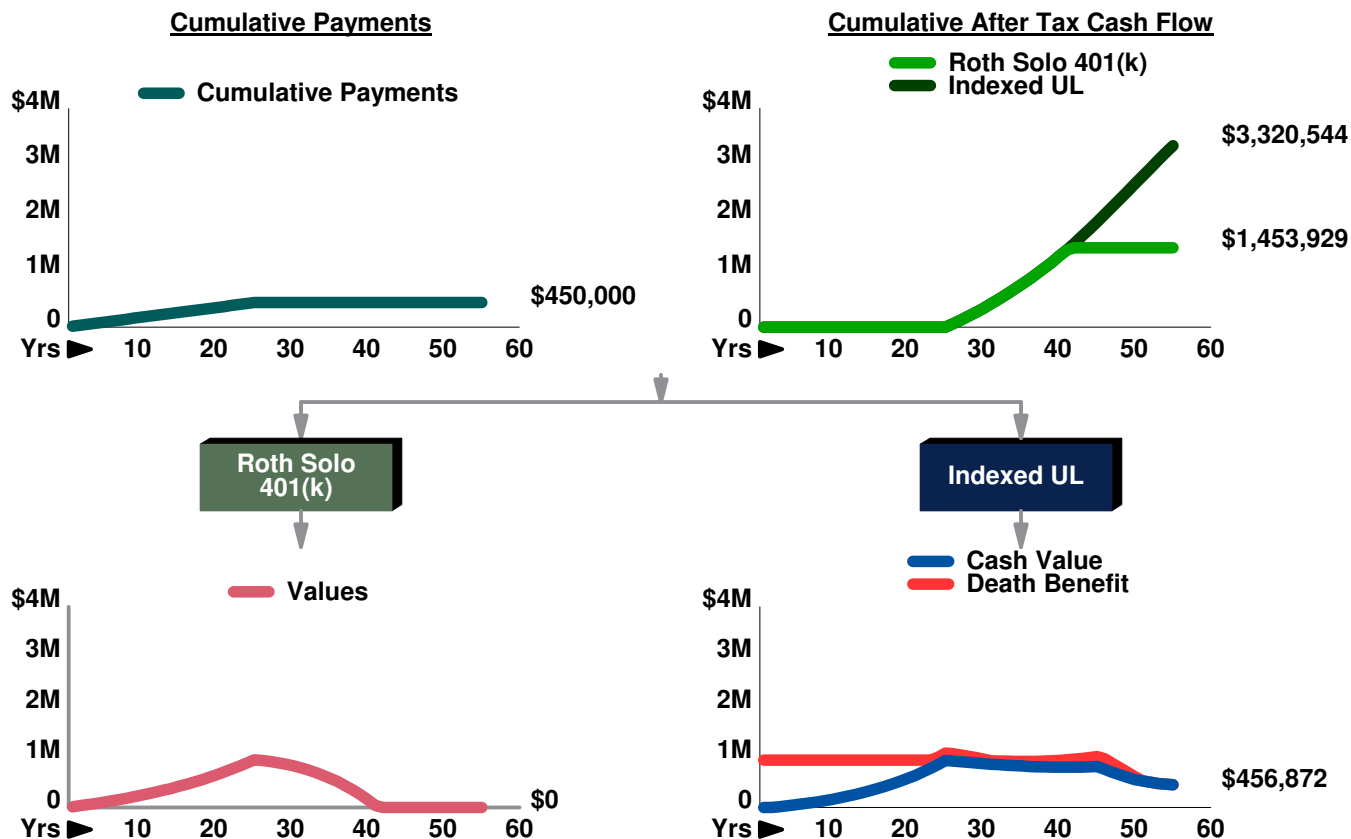 Cumulative Payments
Cumulative Payments
$4M
3M
2M
1M
0
$450,000
Yrs 10 20 30 40 50 60
Cumulative After Tax Cash Flow
Roth Solo 401(k)
Indexed UL
$4M
3M
2M
1M
0
$3,320,544
$1,453,929
Yrs 10 20 30 40 50 60
Roth Solo
401(k)
Indexed UL
Values
$4M
3M
2M
1M
0
$0
Yrs 10 20 30 40 50 60
Cash Value
Death Benefit
$4M
3M
2M
1M
0
$456,872
Yrs 10 20 30 40 50 60